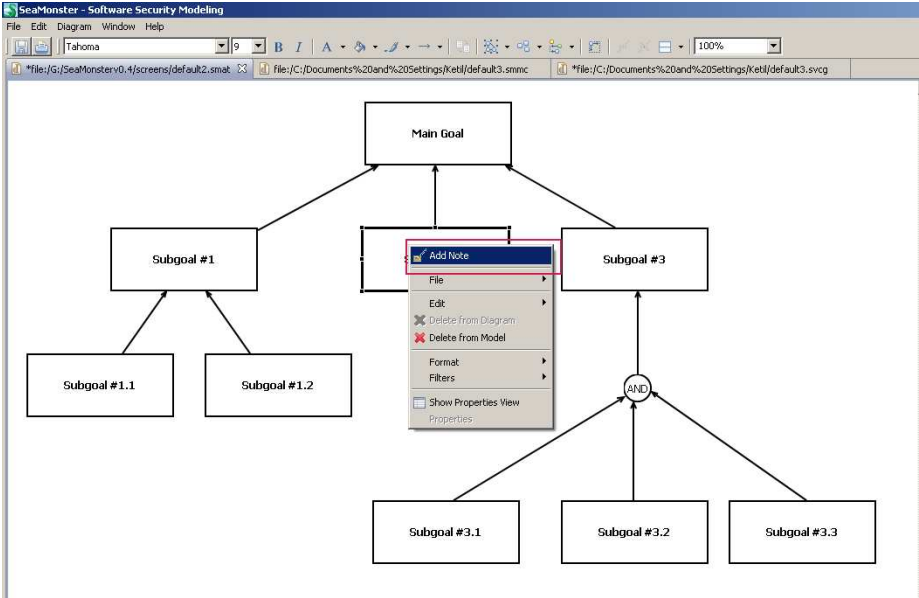 SeaMonster - Software Security Modeling
File Edit Diagram Window Help
Tahoma 9 B I A 100%
*file:/G:/SeaMonsterv0.4/screens/default2.smat file:/C:/Documents%20and%20Settings/Ketil/default3.smmc *file:/C:/Documents%20and%20Settings/Ketil/default3.svcg
Main Goal
Subgoal #1
S
Subgoal #3
Add Note
File
Edit
Delete from Diagram
Delete from Model
Format
Filters
Show Properties View
Properties
Subgoal #1.1
Subgoal #1.2
AND
Subgoal #3.1
Subgoal #3.2
Subgoal #3.3